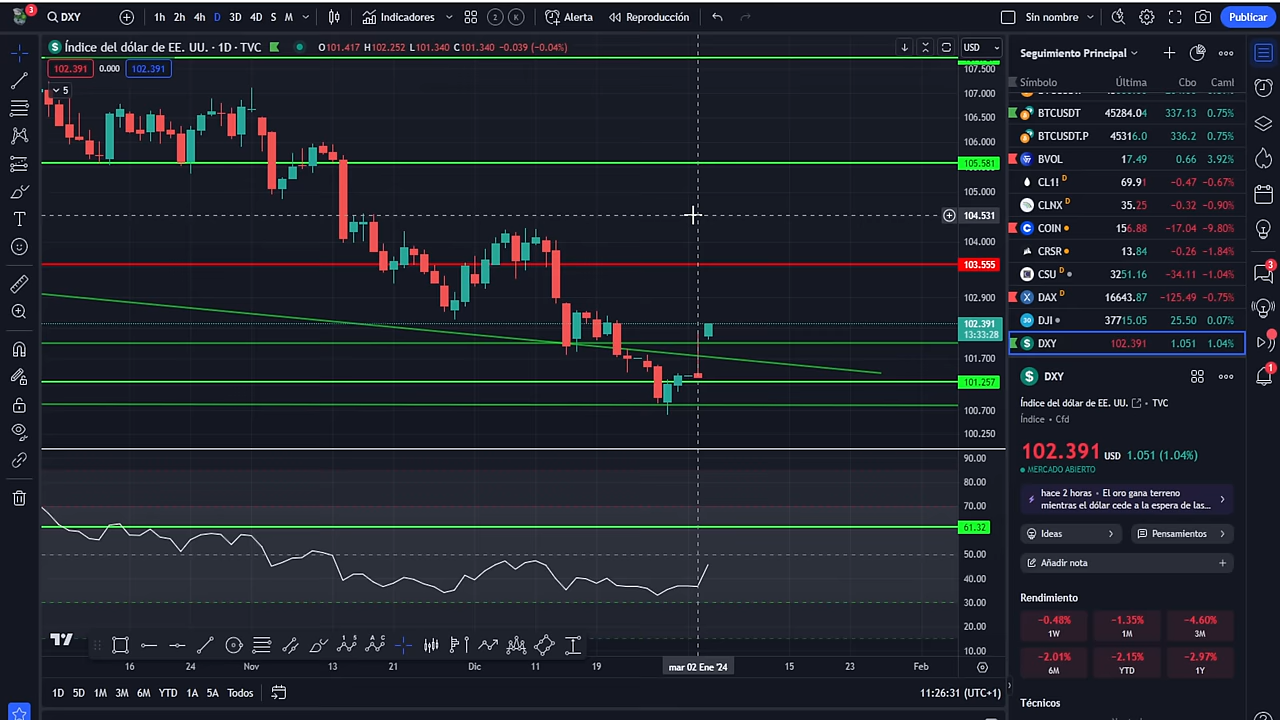 3
DXY
1h 2h 4h D 3D 4D S M
Indicadores
2
K
Alerta
Reproducción
Sin nombre
Publicar
Índice del dólar de EE. UU. · 1D · TVC
O101.417 H102.252 L101.340 C101.340 -0.039 (-0.04%)
USD
102.391 0.000 102.391
5
107.500
107.000
106.500
106.000
105.581
105.000
104.531
104.000
103.555
102.900
102.391
13:33:28
101.700
101.257
100.700
100.250
90.00
80.00
70.00
61.32
50.00
40.00
30.00
20.00
10.00
16 24 Nov 13 21 Dic 11 19 mar 02 Ene '24 15 23 Feb
1D 5D 1M 3M 6M YTD 1A 5A Todos
11:26:31 (UTC+1)
Seguimiento Principal
Símbolo Última Cbo Caml
BTCUSDT 45284.04 337.13 0.75%
BTCUSDT.P 45316.0 336.2 0.75%
BVOL 17.49 0.66 3.92%
CL1! D 69.91 -0.47 -0.67%
CLNX D 35.25 -0.32 -0.90%
COIN 156.88 -17.04 -9.80%
CRSR 13.84 -0.26 -1.84%
CSU D 3251.16 -34.11 -1.04%
DAX D 16643.87 -125.49 -0.75%
DJI 37715.05 25.50 0.07%
DXY 102.391 1.051 1.04%
DXY
Índice del dólar de EE. UU. · TVC
Índice · Cfd
102.391 USD 1.051 (1.04%)
MERCADO ABIERTO
hace 2 horas · El oro gana terreno
mientras el dólar cede a la espera de las...
Ideas
Pensamientos
Añadir nota
Rendimiento
-0.48% -1.35% -4.60%
1W 1M 3M
-2.01% -2.15% -2.97%
6M YTD 1Y
Técnicos
3
1